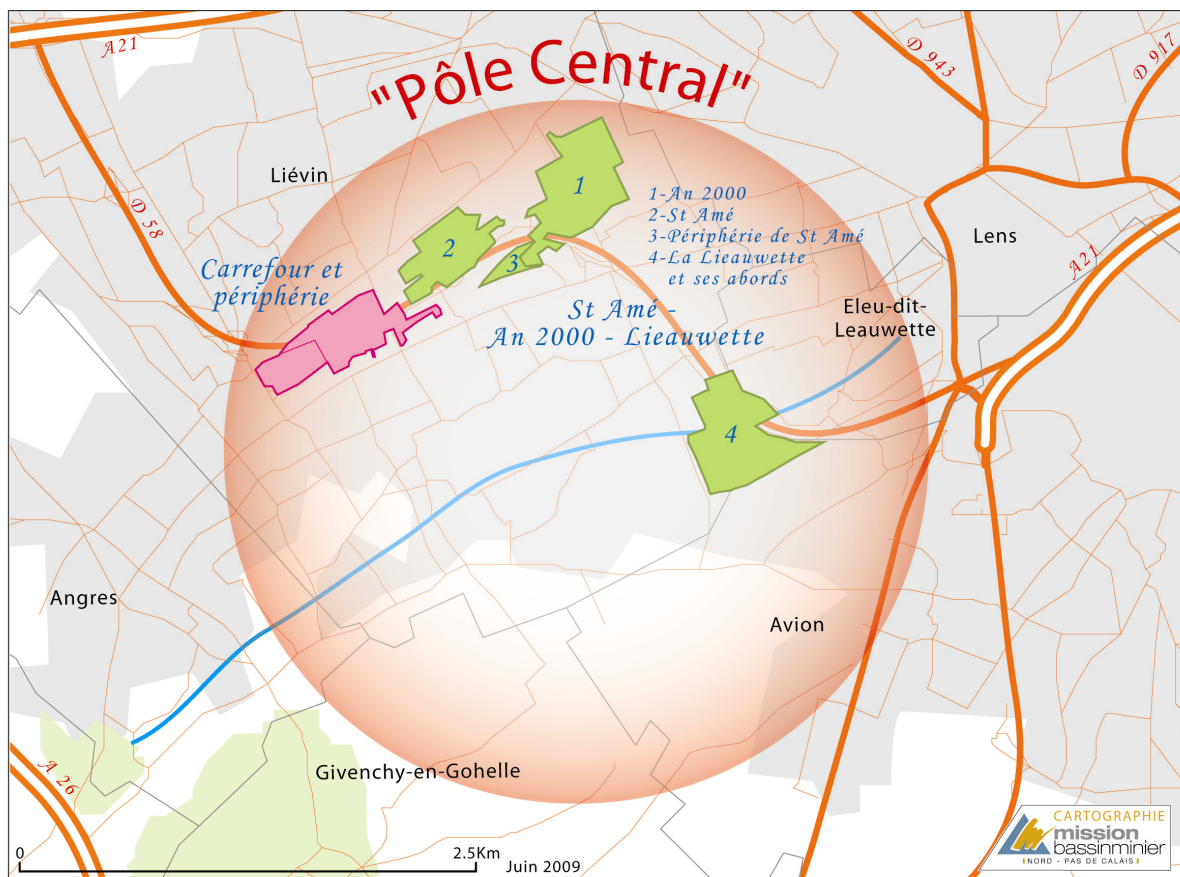 A21
"Pôle Central"
D 943
D 917
Liévin
D 58
1
2
3
1-An 2000
2-St Amé
3-Périphérie de St Amé
4-La Lieauwette
et ses abords
Lens
A21
Carrefour et
périphérie
St Amé -
An 2000 - Lieauwette
Eleu-dit-
Leauwette
4
Angres
Avion
A 26
Givenchy-en-Gohelle
0
2.5Km
Juin 2009
CARTOGRAPHIE
mission
bassinminier
NORD - PAS DE CALAIS